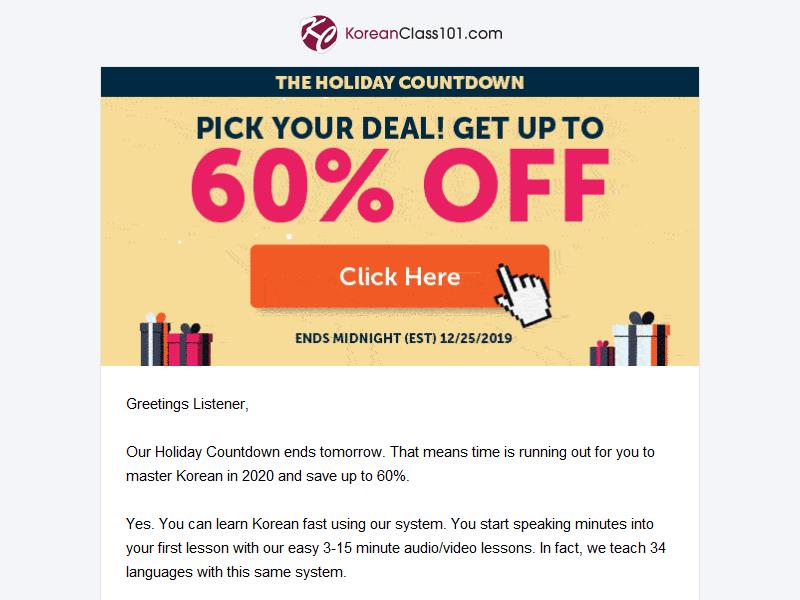 KoreanClass101.com
THE HOLIDAY COUNTDOWN
PICK YOUR DEAL! GET UP TO
60% OFF
Click Here
ENDS MIDNIGHT (EST) 12/25/2019
Greetings Listener,
Our Holiday Countdown ends tomorrow. That means time is running out for you to
master Korean in 2020 and save up to 60%.
Yes. You can learn Korean fast using our system. You start speaking minutes into
your first lesson with our easy 3-15 minute audio/video lessons. In fact, we teach 34
languages with this same system.